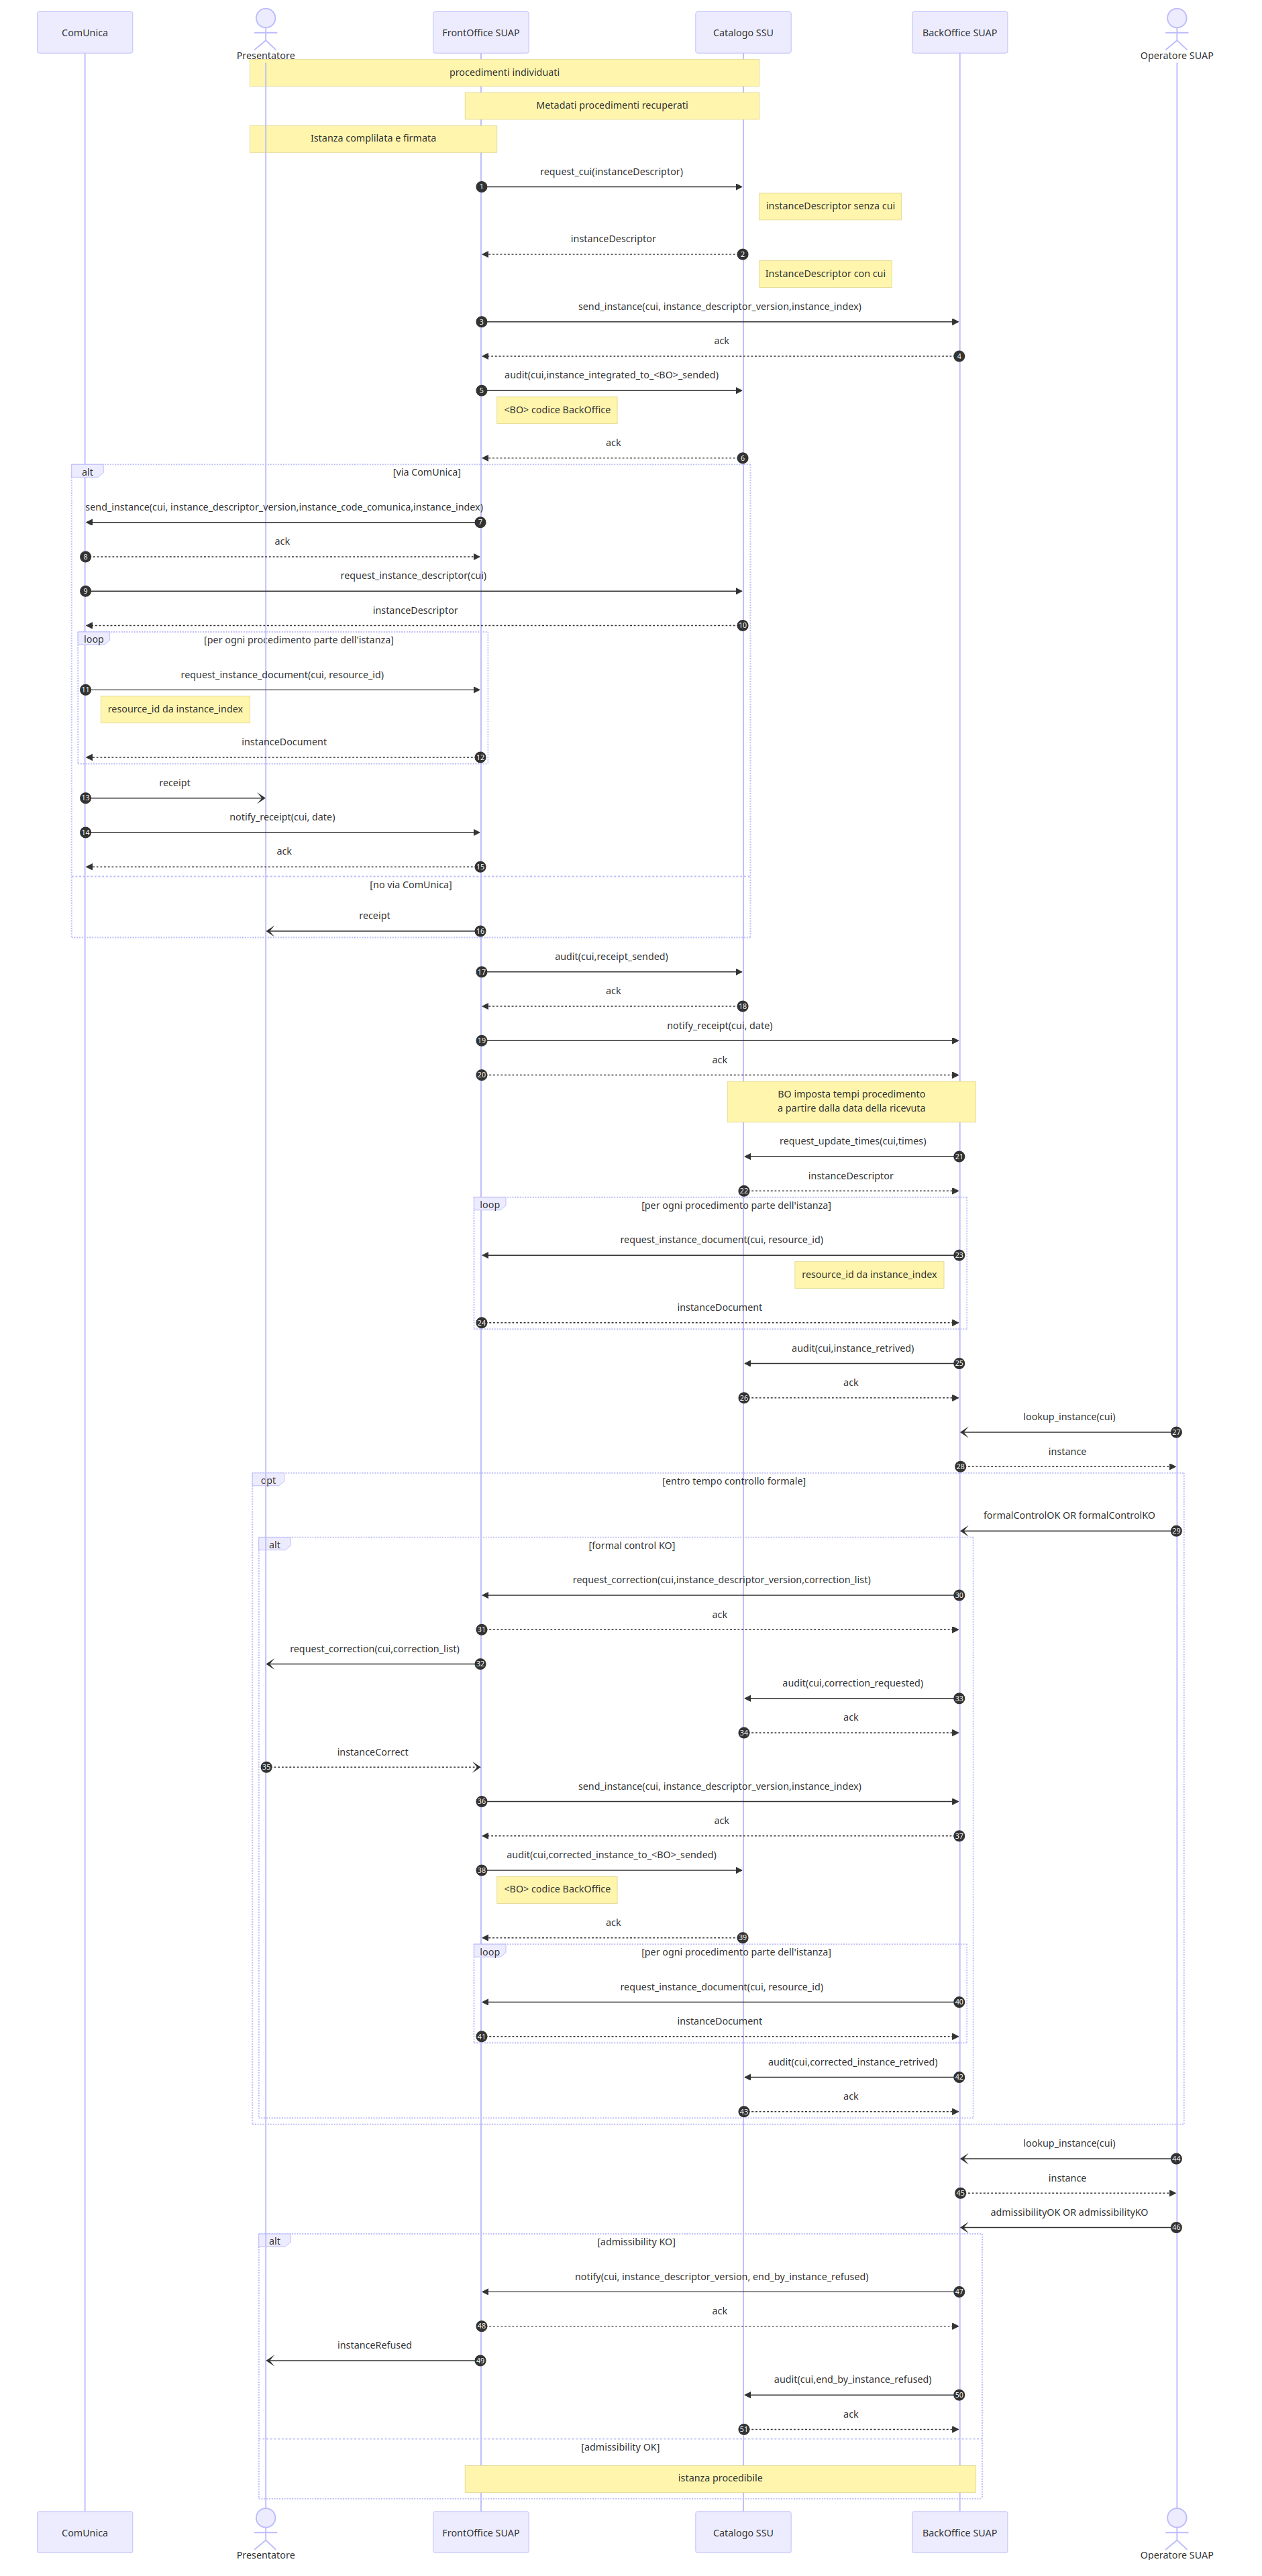 ComUnica
Presentatore
FrontOffice SUAP
Catalogo SSU
BackOffice SUAP
Operatore SUAP
procedimenti individuati
Metadati procedimenti recuperati
Istanza complilata e firmata
request_cui(instanceDescriptor)
1
instanceDescriptor senza cui
instanceDescriptor
2
InstanceDescriptor con cui
send_instance(cui, instance_descriptor_version,instance_index)
3
ack
4
audit(cui,instance_integrated_to_<BO>_sended)
5
<BO> codice BackOffice
ack
6
alt
[via ComUnica]
send_instance(cui, instance_descriptor_version,instance_code_comunica,instance_index)
7
ack
8
request_instance_descriptor(cui)
9
instanceDescriptor
10
loop
[per ogni procedimento parte dell'istanza]
request_instance_document(cui, resource_id)
11
resource_id da instance_index
instanceDocument
12
receipt
13
notify_receipt(cui, date)
14
ack
15
[no via ComUnica]
receipt
16
audit(cui,receipt_sended)
17
ack
18
notify_receipt(cui, date)
19
ack
20
BO imposta tempi procedimento
a partire dalla data della ricevuta
request_update_times(cui,times)
21
instanceDescriptor
22
loop
[per ogni procedimento parte dell'istanza]
request_instance_document(cui, resource_id)
23
resource_id da instance_index
instanceDocument
24
audit(cui,instance_retrived)
25
ack
26
lookup_instance(cui)
27
instance
28
opt
[entro tempo controllo formale]
formalControlOK OR formalControlKO
29
alt
[formal control KO]
request_correction(cui,instance_descriptor_version,correction_list)
30
ack
31
request_correction(cui,correction_list)
32
audit(cui,correction_requested)
33
ack
34
instanceCorrect
35
send_instance(cui, instance_descriptor_version,instance_index)
36
ack
37
audit(cui,corrected_instance_to_<BO>_sended)
38
<BO> codice BackOffice
ack
39
loop
[per ogni procedimento parte dell'istanza]
request_instance_document(cui, resource_id)
40
instanceDocument
41
audit(cui,corrected_instance_retrived)
42
ack
43
lookup_instance(cui)
44
instance
45
admissibilityOK OR admissibilityKO
46
alt
[admissibility KO]
notify(cui, instance_descriptor_version, end_by_instance_refused)
47
ack
48
instanceRefused
49
audit(cui,end_by_instance_refused)
50
ack
51
[admissibility OK]
istanza procedibile
ComUnica
Presentatore
FrontOffice SUAP
Catalogo SSU
BackOffice SUAP
Operatore SUAP